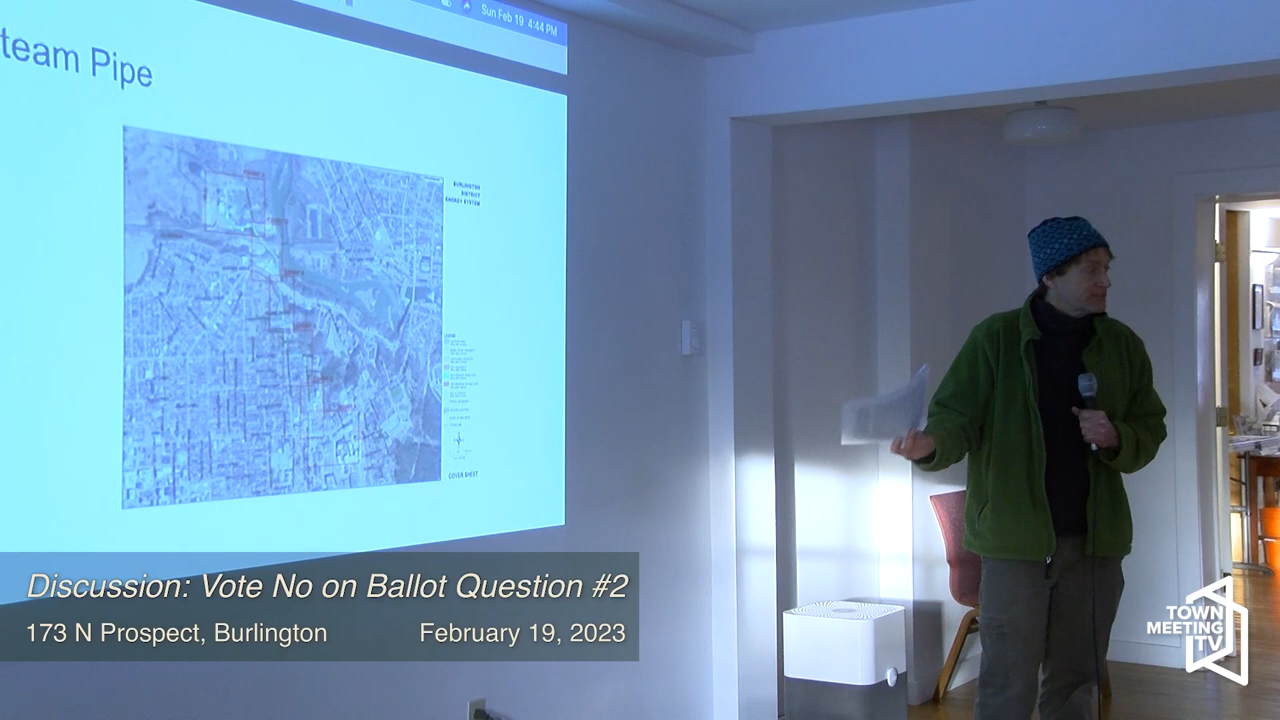 Sun Feb 19 4:44 PM
team Pipe
BURLINGTON
DISTRICT
ENERGY SYSTEM
COVER SHEET
Discussion: Vote No on Ballot Question #2
173 N Prospect, Burlington
February 19, 2023
TOWN
MEETING
TV